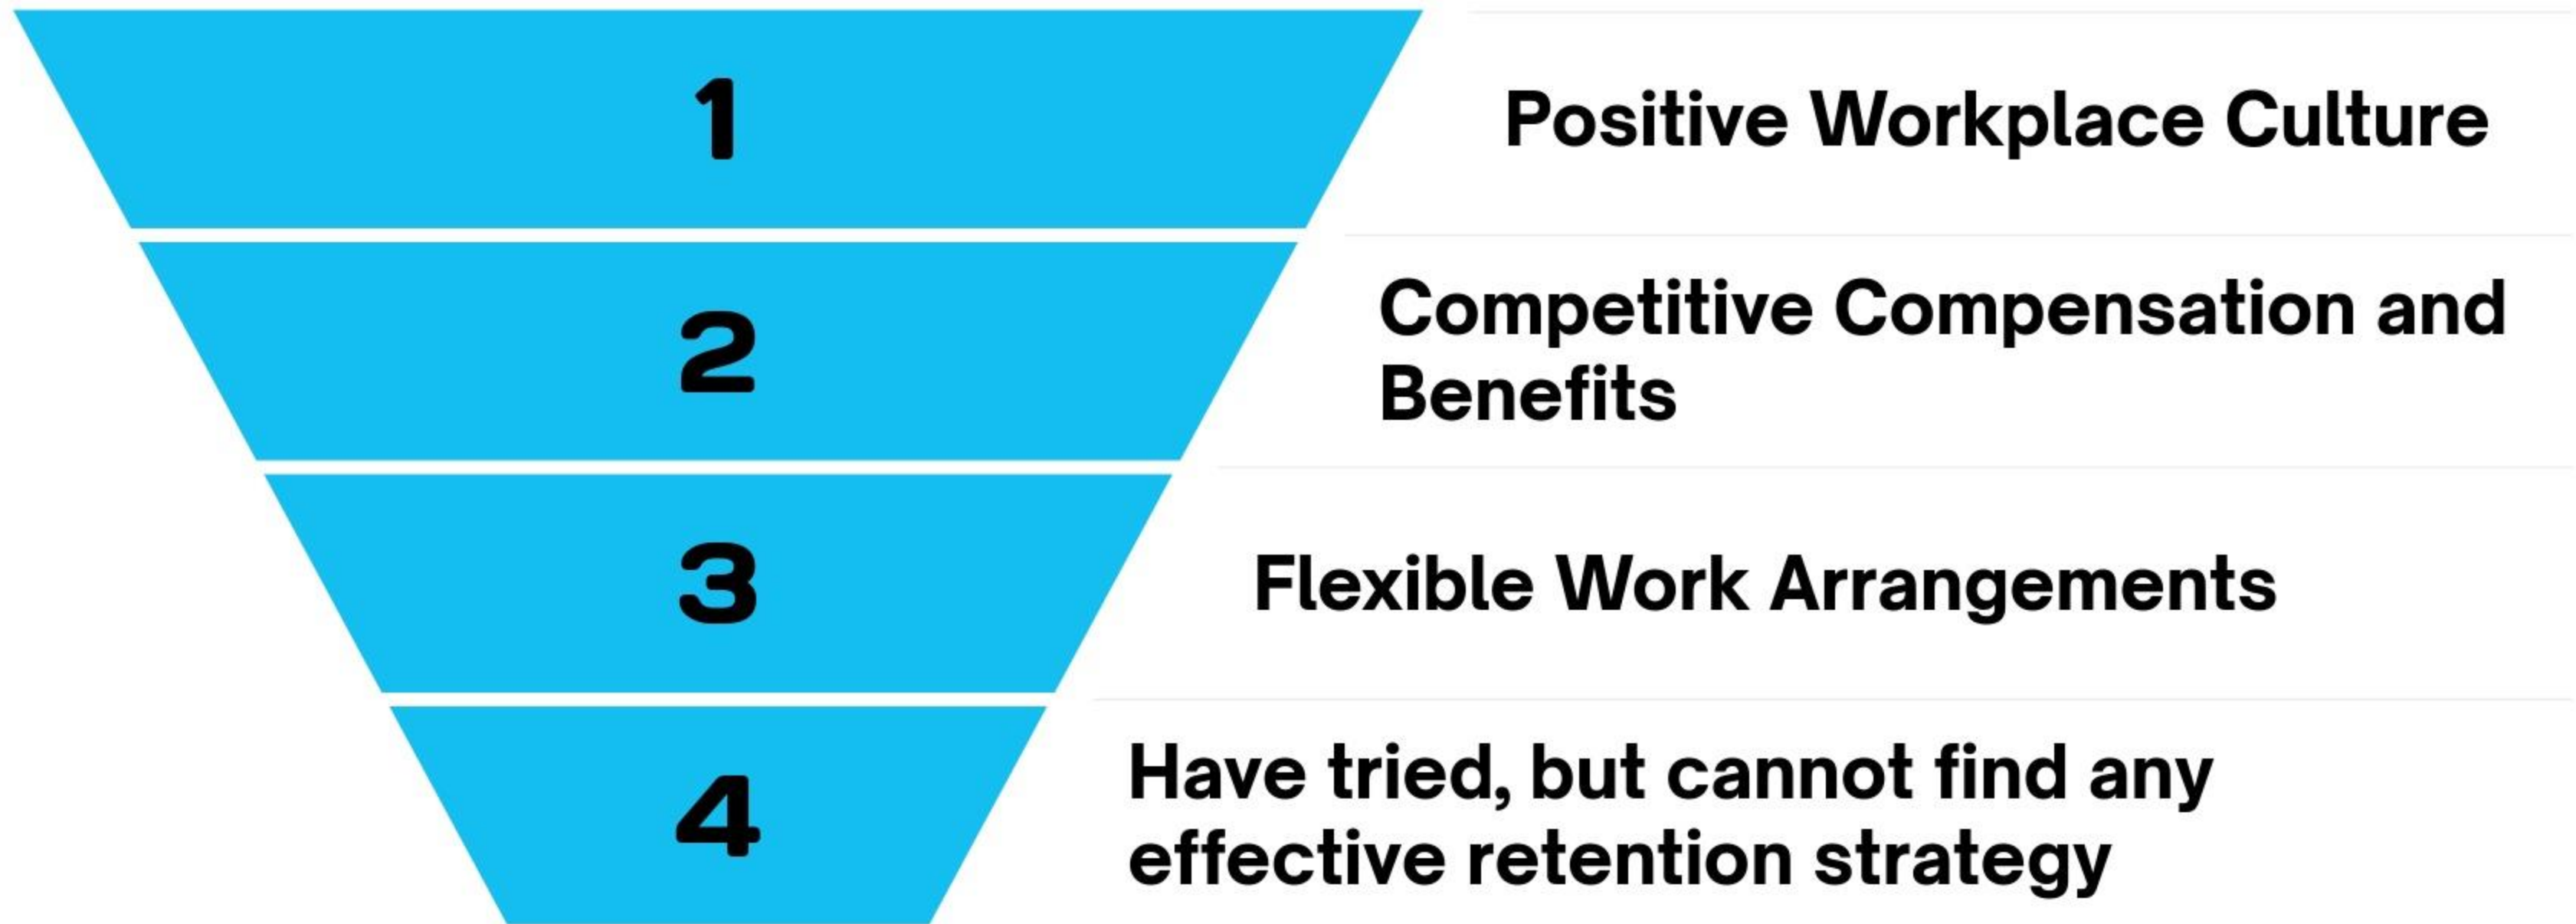 1
Positive Workplace Culture
2
Competitive Compensation and
Benefits
3
Flexible Work Arrangements
4
Have tried, but cannot find any
effective retention strategy